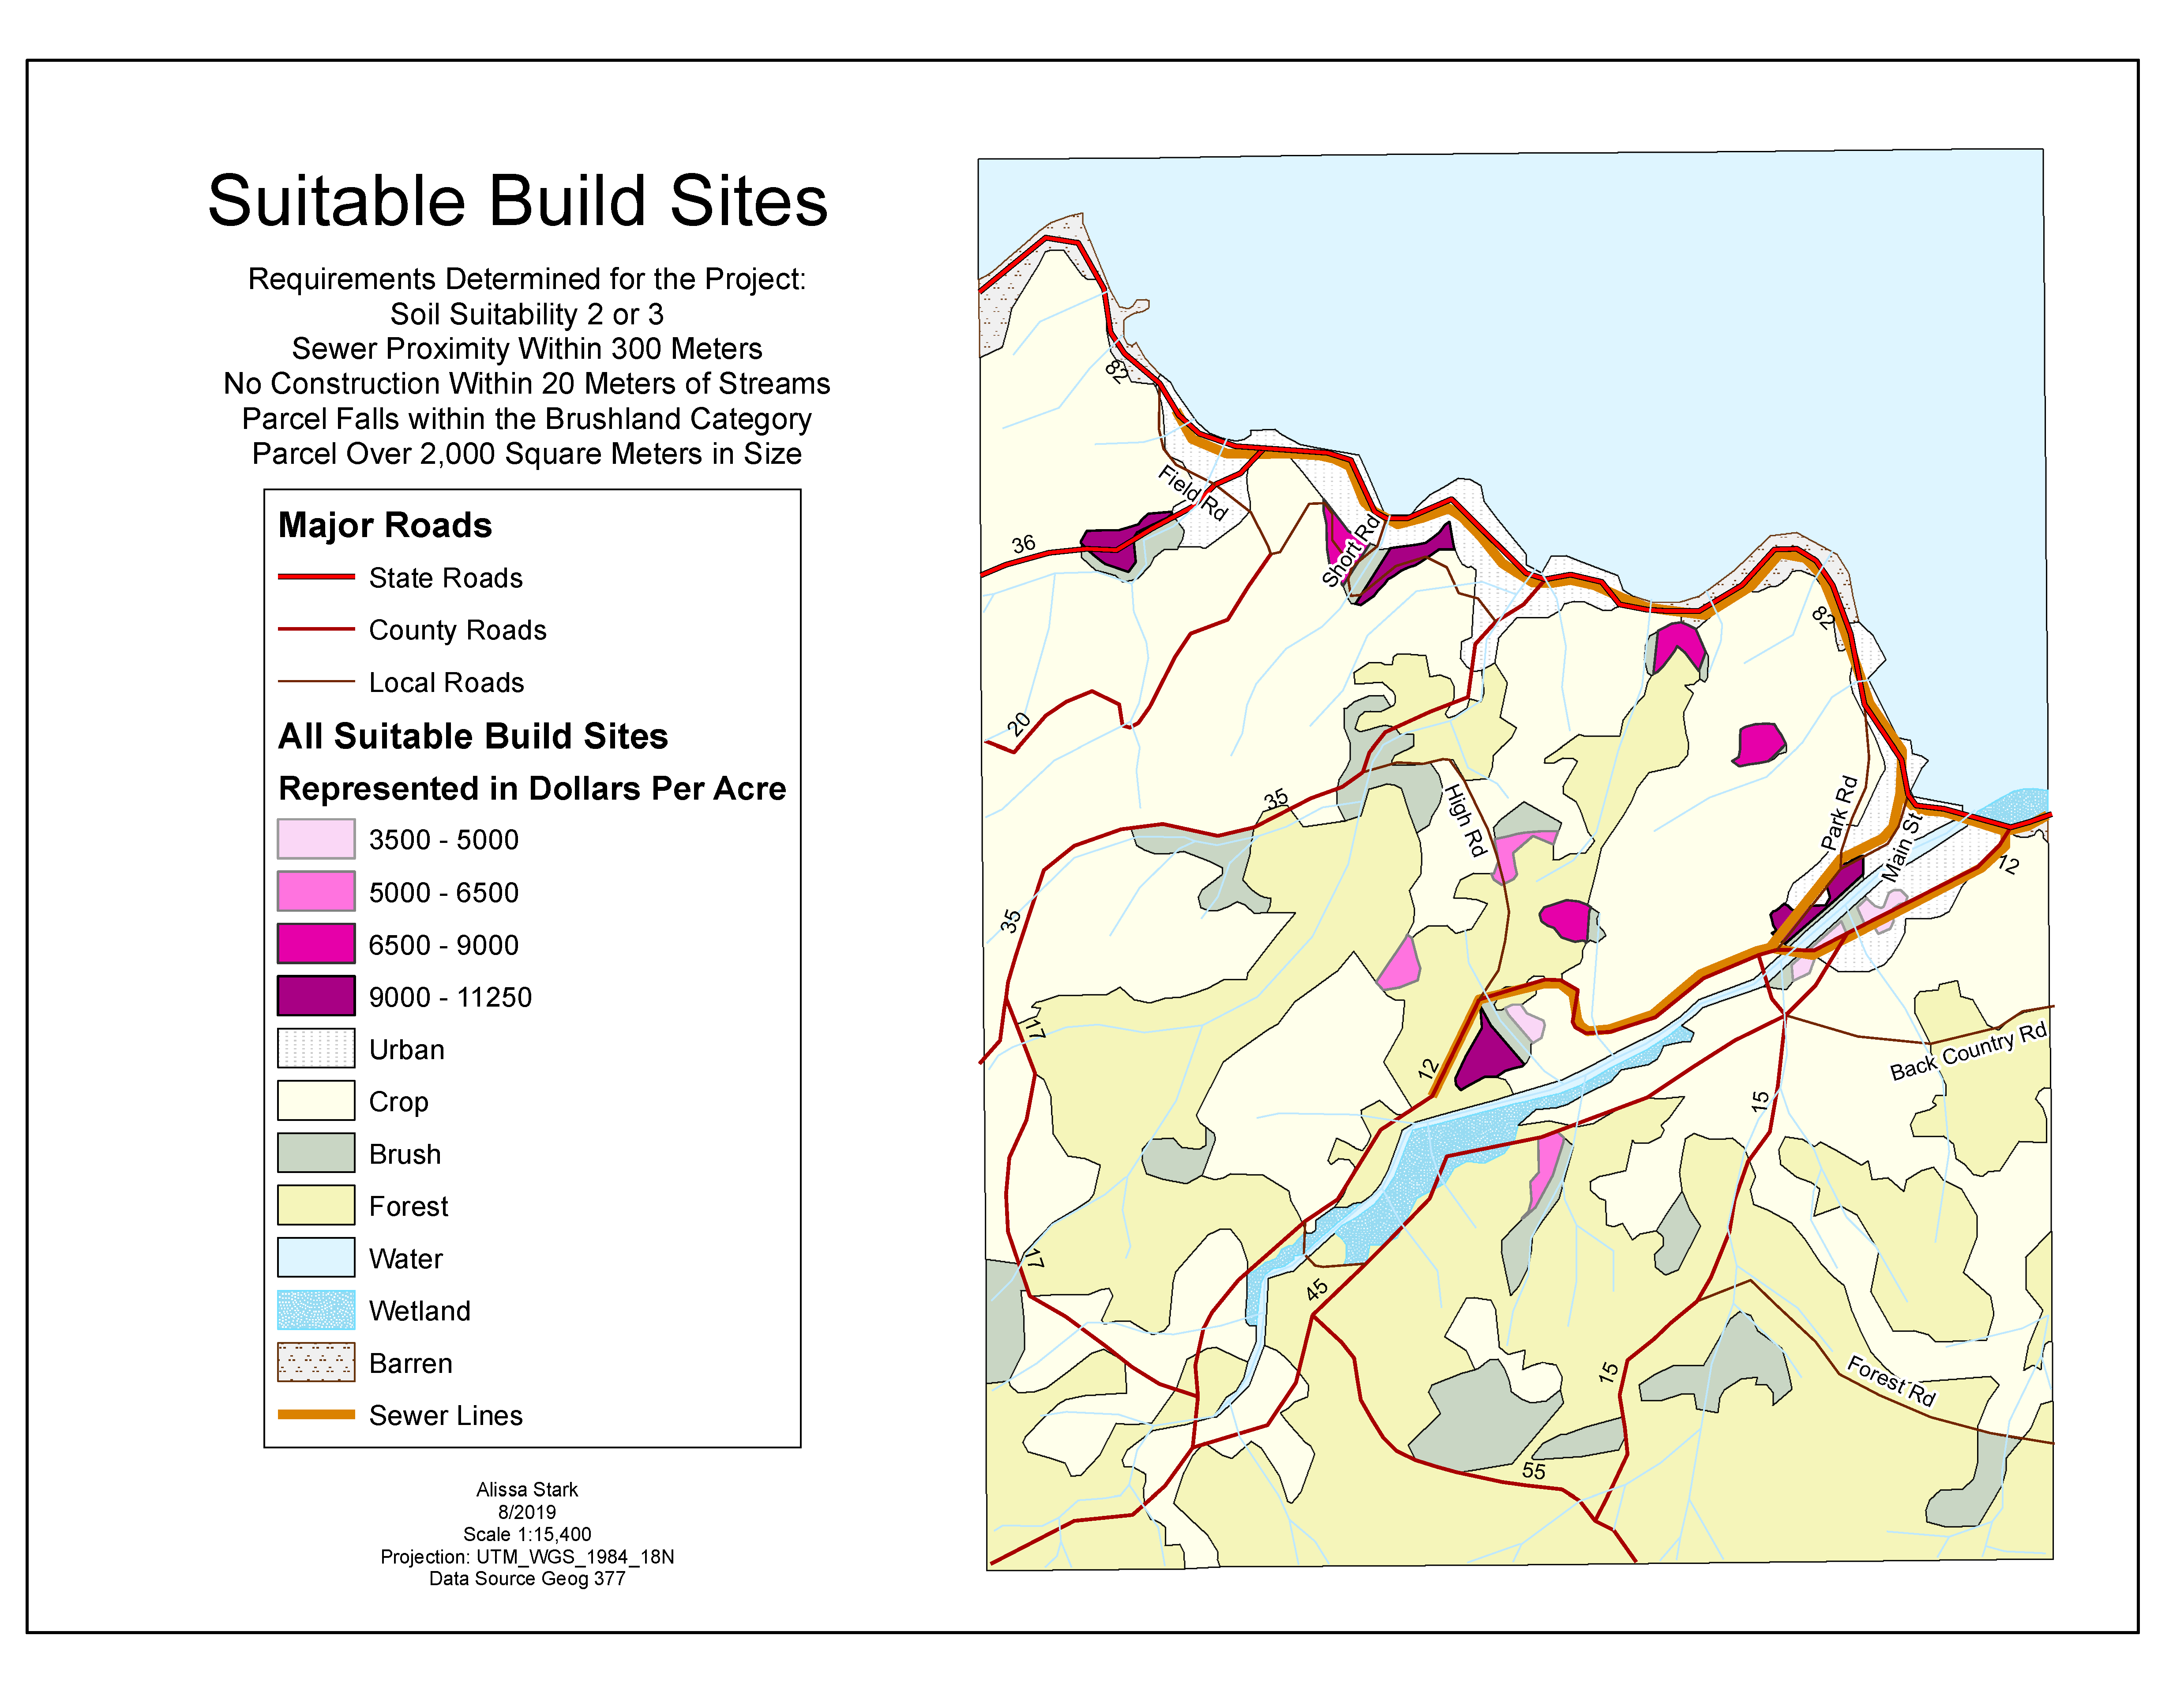 Suitable Build Sites
Requirements Determined for the Project:
Soil Suitability 2 or 3
Sewer Proximity Within 300 Meters
No Construction Within 20 Meters of Streams
Parcel Falls within the Brushland Category
Parcel Over 2,000 Square Meters in Size
Major Roads
State Roads
County Roads
Local Roads
All Suitable Build Sites
Represented in Dollars Per Acre
3500 - 5000
5000 - 6500
6500 - 9000
9000 - 11250
Urban
Crop
Brush
Forest
Water
Wetland
Barren
Sewer Lines
Alissa Stark
8/2019
Scale 1:15,400
Projection: UTM_WGS_1984_18N
Data Source Geog 377
82
Field Rd
36
Short Rd
82
20
35
High Rd
Park Rd
Main St
12
35
17
12
Back Country Rd
15
17
45
15
Forest Rd
55